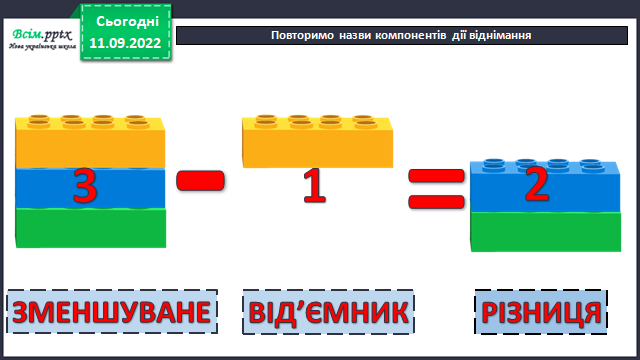 Всім.pptx
Нова українська школа
Сьогодні
11.09.2022
Повторимо назви компонентів дії віднімання
3 - 1 = 2
ЗМЕНШУВАНЕ ВІД’ЄМНИК РІЗНИЦЯ